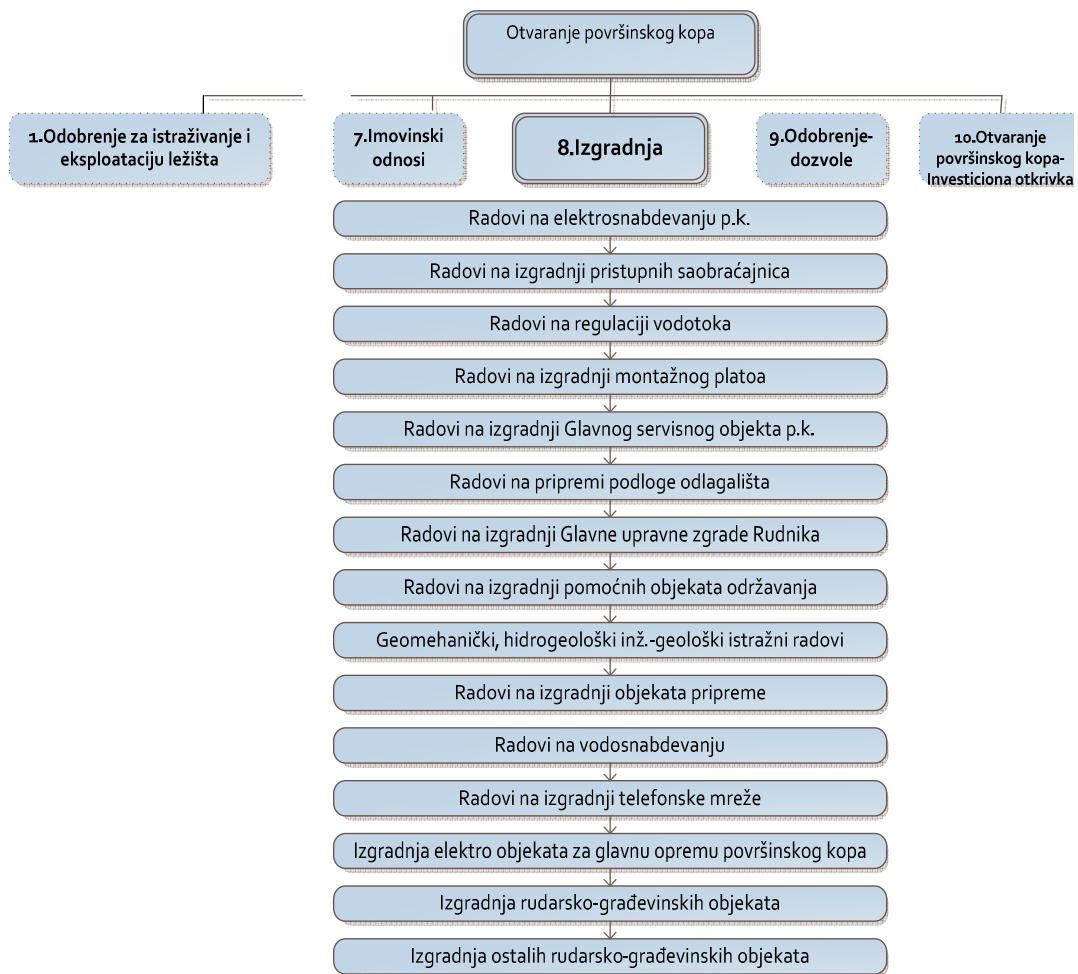 Otvaranje površinskog kopa
1.Odobrenje za istraživanje i
eksploataciju ležišta
7.Imovinski
odnosi
8.Izgradnja
9.Odobrenje-
dozvole
10.Otvaranje
površinskog kopa-
Investiciona otkrivka
Radovi na elektrosnabdevanju p.k.
Radovi na izgradnji pristupnih saobraćajnica
Radovi na regulaciji vodotoka
Radovi na izgradnji montažnog platoa
Radovi na izgradnji Glavnog servisnog objekta p.k.
Radovi na pripremi podloge odlagališta
Radovi na izgradnji Glavne upravne zgrade Rudnika
Radovi na izgradnji pomoćnih objekata održavanja
Geomehanički, hidrogeološki inž.-geološki istražni radovi
Radovi na izgradnji objekata pripreme
Radovi na vodosnabdevanju
Radovi na izgradnji telefonske mreže
Izgradnja elektro objekata za glavnu opremu površinskog kopa
Izgradnja rudarsko-građevinskih objekata
Izgradnja ostalih rudarsko-građevinskih objekata